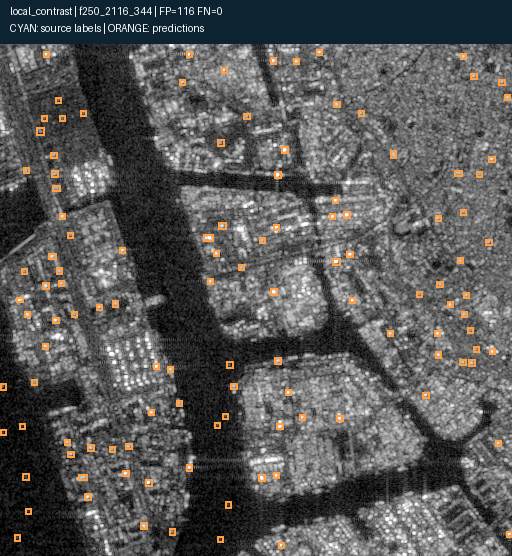 local_contrast | f250_2116_344 | FP=116 FN=0
CYAN: source labels | ORANGE: predictions